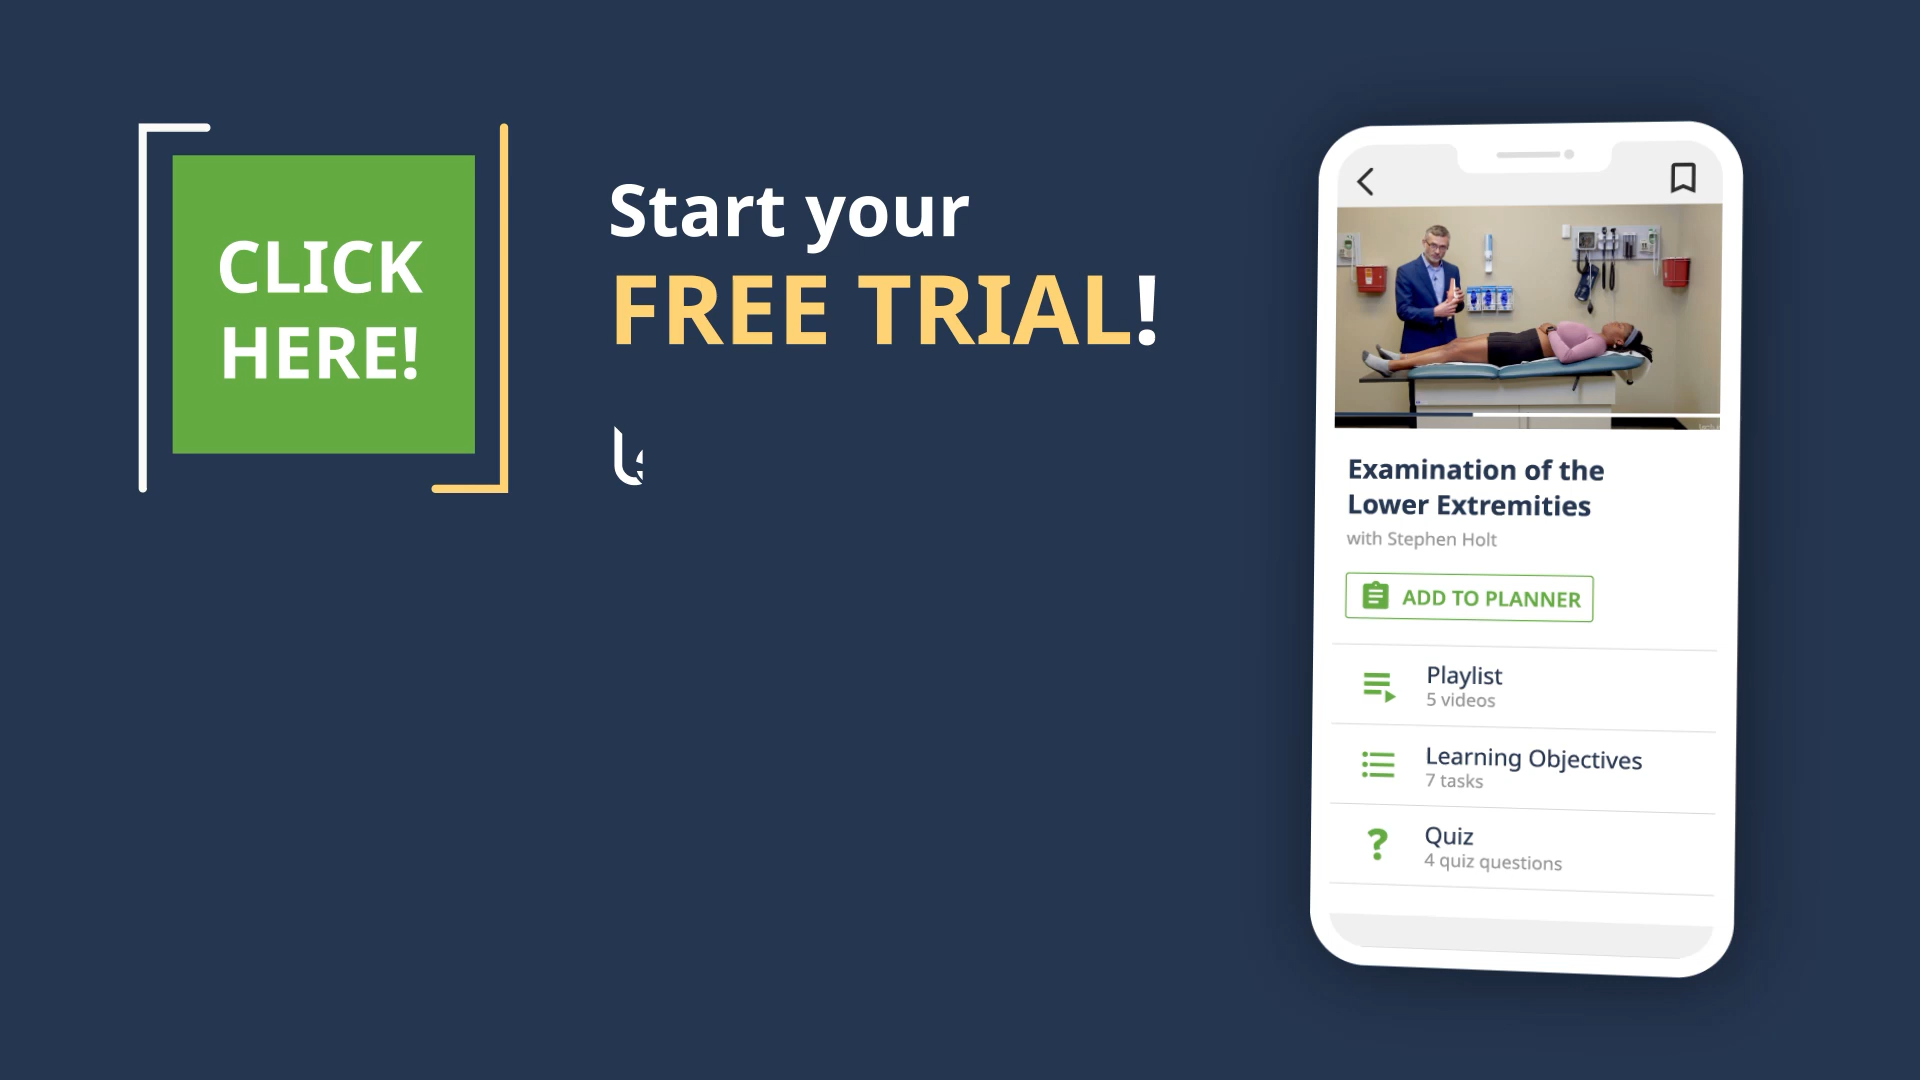 CLICK
HERE!
Start your
FREE TRIAL!
Examination of the
Lower Extremities
with Stephen Holt
ADD TO PLANNER
Playlist
5 videos
Learning Objectives
7 tasks
Quiz
4 quiz questions